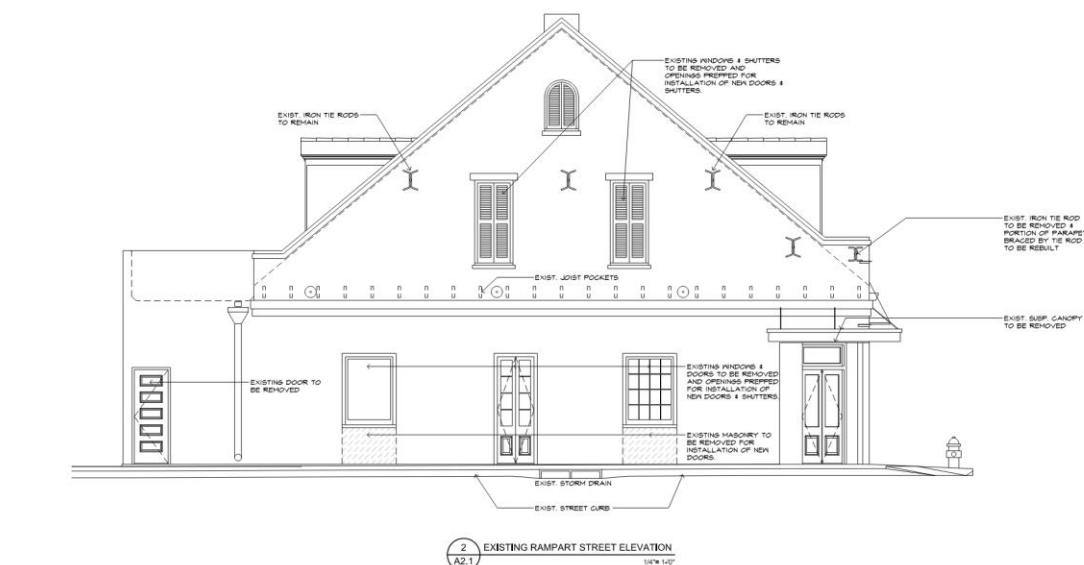 EXISTING WINDOWS & SHUTTERS
TO BE REMOVED AND
OPENINGS PREPPED FOR
INSTALLATION OF NEW DOORS &
SHUTTERS.
EXIST. IRON TIE RODS
TO REMAIN
EXIST. IRON TIE RODS
TO REMAIN
EXIST. IRON TIE ROD
TO BE REMOVED &
PORTION OF PARAPET
BRACED BY TIE ROD
TO BE REBUILT
EXIST. JOIST POCKETS
EXIST. SUSP. CANOPY
TO BE REMOVED
EXISTING DOOR TO
BE REMOVED
EXISTING WINDOWS &
DOORS TO BE REMOVED
AND OPENINGS PREPPED
FOR INSTALLATION OF
NEW DOORS & SHUTTERS.
EXISTING MASONRY TO
BE REMOVED FOR
INSTALLATION OF NEW
DOORS.
EXIST. STORM DRAIN
EXIST. STREET CURB
2
A2.1
EXISTING RAMPART STREET ELEVATION
1/4"= 1'-0"